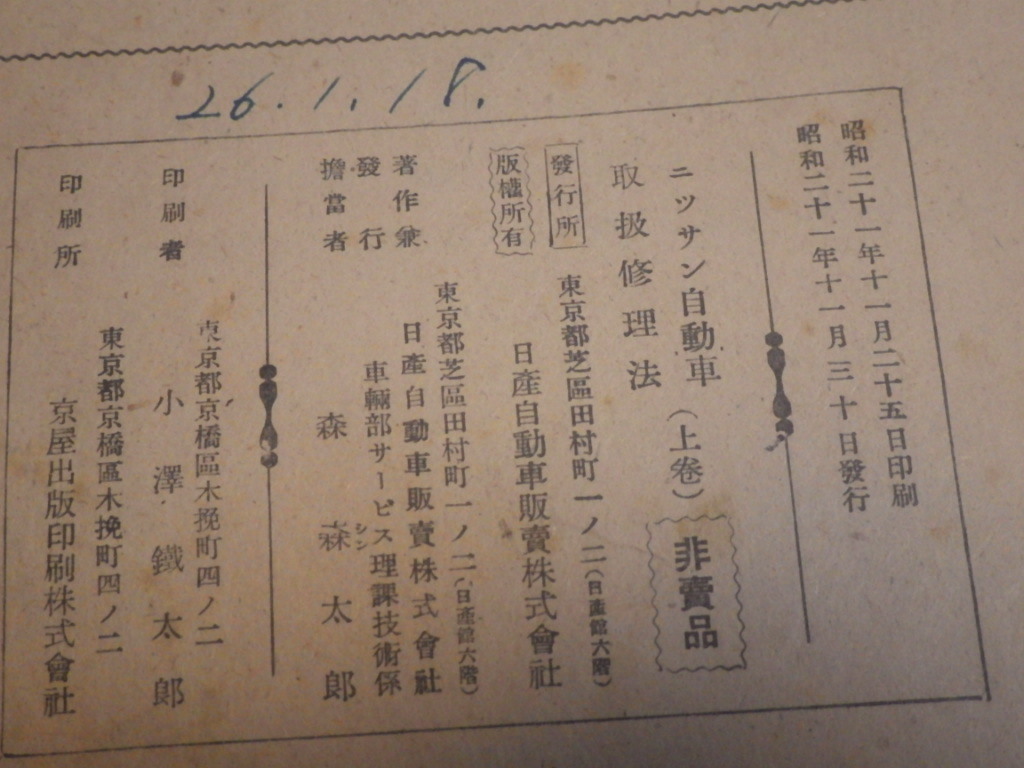 26.1.18.
昭和二十一年十一月二十五日印刷
昭和二十一年十一月三十日發行
ニツサン自動車(上卷)
取扱修理法
非賣品
發行所
東京都芝區田村町一ノ二(日產館六階)
日產自動車販賣株式會社
版權所有
東京都芝區田村町一ノ二(日產館六階)
著作兼
發行
擔當者
日產自動車販賣株式會社
車輛部サービス理課技術係
森森太郎
シン
印刷者
東京都京橋區木挽町四ノ二
小澤鐵太郎
印刷所
東京都京橋區木挽町四ノ二
京屋出版印刷株式會社